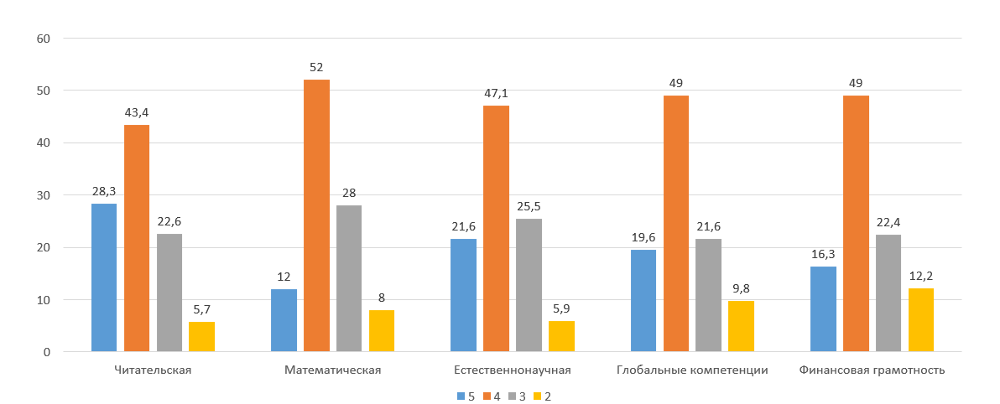 60
50
40
30
20
10
0
28,3 43,4 22,6 5,7
12 52 28 8
21,6 47,1 25,5 5,9
19,6 49 21,6 9,8
16,3 49 22,4 12,2
Читательская Математическая Естественнонаучная Глобальные компетенции Финансовая грамотность
5 4 3 2